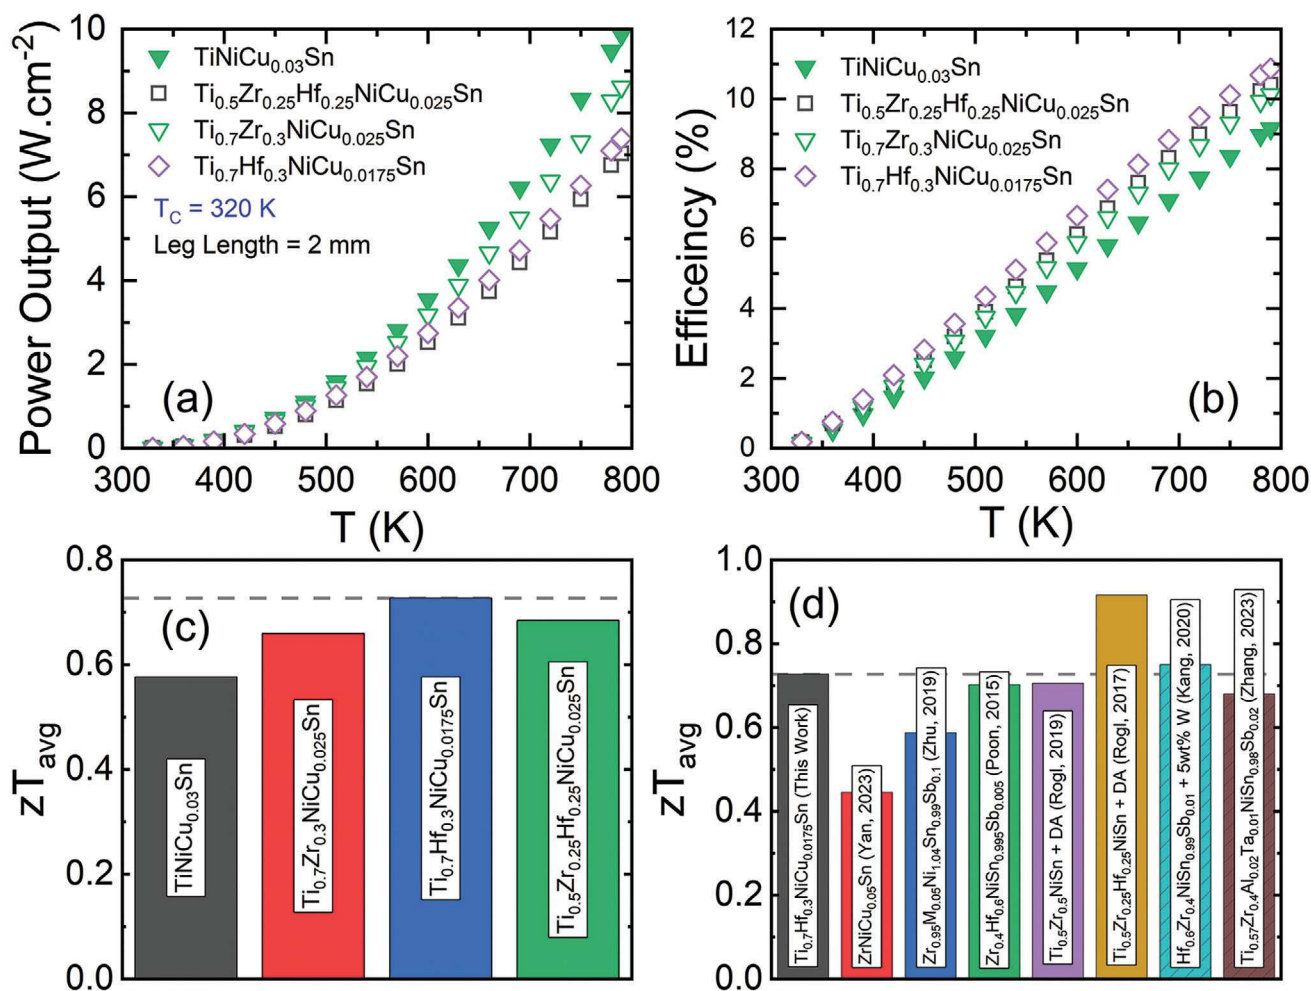 Power Output (W.cm-2)
10
8
6
4
2
0
TiNiCu0.03Sn
Ti0.5Zr0.25Hf0.25NiCu0.025Sn
Ti0.7Zr0.3NiCu0.025Sn
Ti0.7Hf0.3NiCu0.0175Sn
TC = 320 K
Leg Length = 2 mm
(a)
300 400 500 600 700 800
T (K)
Efficeincy (%)
12
10
8
6
4
2
0
TiNiCu0.03Sn
Ti0.5Zr0.25Hf0.25NiCu0.025Sn
Ti0.7Zr0.3NiCu0.025Sn
Ti0.7Hf0.3NiCu0.0175Sn
(b)
300 400 500 600 700 800
T (K)
zTavg
0.8
0.6
0.4
0.2
0.0
(c)
TiNiCu0.03Sn
Ti0.7Zr0.3NiCu0.025Sn
Ti0.7Hf0.3NiCu0.0175Sn
Ti0.5Zr0.25Hf0.25NiCu0.025Sn
zTavg
1.0
0.8
0.6
0.4
0.2
0.0
(d)
Ti0.7Hf0.3NiCu0.0175Sn (This Work)
ZrNiCu0.05Sn (Yan, 2023)
Zr0.95M0.05Ni1.04Sn0.99Sb0.1 (Zhu, 2019)
Zr0.4Hf0.6NiSn0.995Sb0.005 (Poon, 2015)
Ti0.5Zr0.5NiSn + DA (Rogl, 2019)
Ti0.5Zr0.25Hf0.25NiSn + DA (Rogl, 2017)
Hf0.6Zr0.4NiSn0.99Sb0.01 + 5wt% W (Kang, 2020)
Ti0.57Zr0.4Al0.02Ta0.01NiSn0.98Sb0.02 (Zhang, 2023)